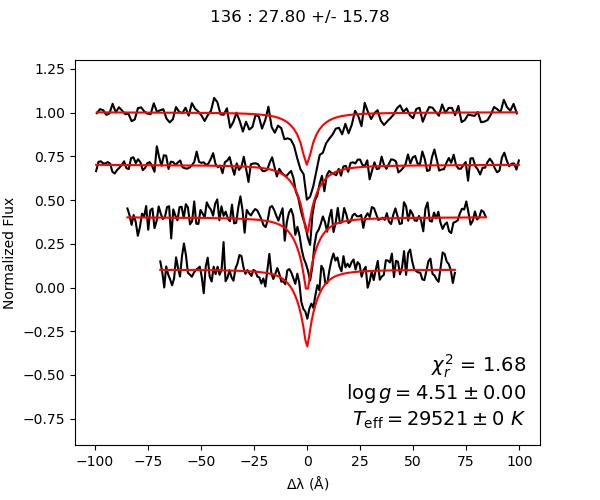 136 : 27.80 +/- 15.78
1.25
1.00
0.75
0.50
0.25
0.00
−0.25
−0.50
−0.75
Normalized Flux
χ²ᵣ = 1.68
log g = 4.51 ± 0.00
T_eff = 29521 ± 0 K
−100 −75 −50 −25 0 25 50 75 100
Δλ (Å)